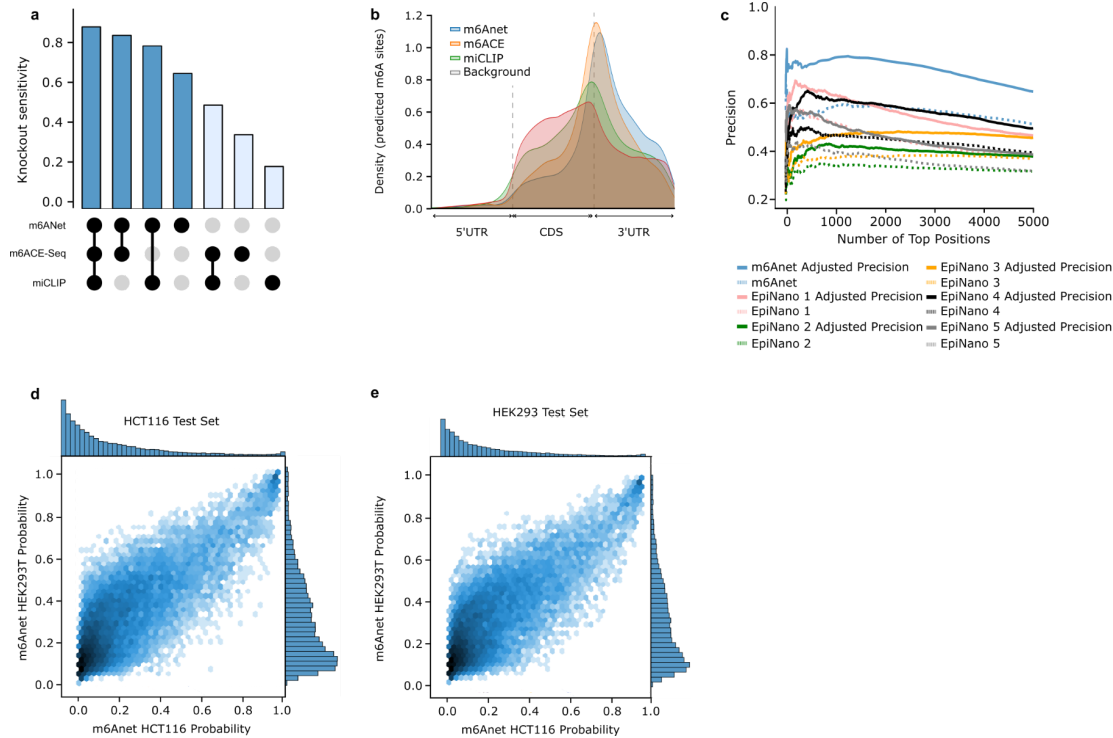 a
Knockout sensitivity
0.8
0.6
0.4
0.2
0.0
m6ANet
m6ACE-Seq
miCLIP
b
Density (predicted m6A sites)
1.2
1.0
0.8
0.6
0.4
0.2
0.0
m6Anet
m6ACE
miCLIP
Background
5'UTR CDS 3'UTR
c
Precision
0.8
0.6
0.4
0.2
0 1000 2000 3000 4000 5000
Number of Top Positions
m6Anet Adjusted Precision
m6Anet
EpiNano 1 Adjusted Precision
EpiNano 1
EpiNano 2 Adjusted Precision
EpiNano 2
EpiNano 3 Adjusted Precision
EpiNano 3
EpiNano 4 Adjusted Precision
EpiNano 4
EpiNano 5 Adjusted Precision
EpiNano 5
d
HCT116 Test Set
m6Anet HEK293T Probability
1.0
0.8
0.6
0.4
0.2
0.0
0.0 0.2 0.4 0.6 0.8 1.0
m6Anet HCT116 Probability
e
HEK293 Test Set
m6Anet HEK293T Probability
1.0
0.8
0.6
0.4
0.2
0.0
0.0 0.2 0.4 0.6 0.8 1.0
m6Anet HCT116 Probability